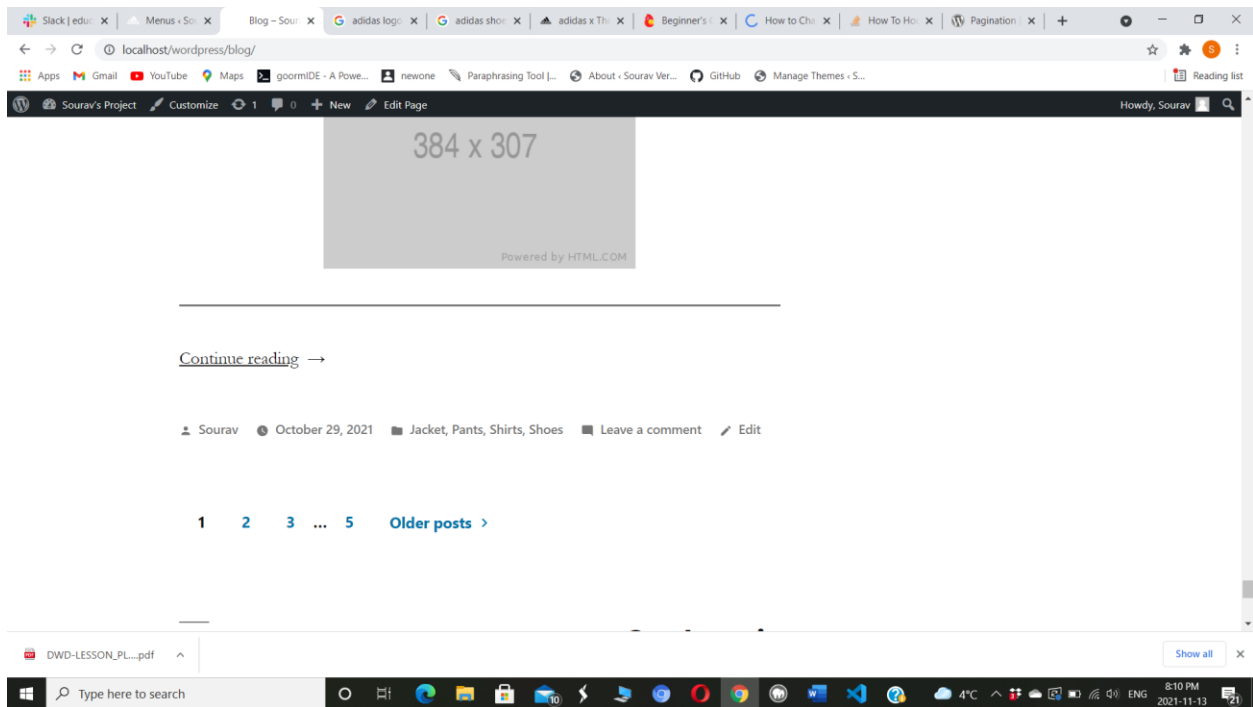 Slack | educ
Menus ‹ So
Blog – Sour
adidas logo
adidas shoe
adidas x Th
Beginner's
How to Cha
How To Ho
Pagination
localhost/wordpress/blog/
S
Apps
Gmail
YouTube
Maps
goormIDE - A Powe...
newone
Paraphrasing Tool |...
About ‹ Sourav Ver...
GitHub
Manage Themes ‹ S...
Reading list
Sourav's Project
Customize
1
0
New
Edit Page
Howdy, Sourav
384 x 307
Powered by HTML.COM
Continue reading →
Sourav October 29, 2021 Jacket, Pants, Shirts, Shoes Leave a comment Edit
1 2 3 ... 5 Older posts >
DWD-LESSON_PL....pdf
Show all
Type here to search
10
4°C
ENG
8:10 PM
2021-11-13
21